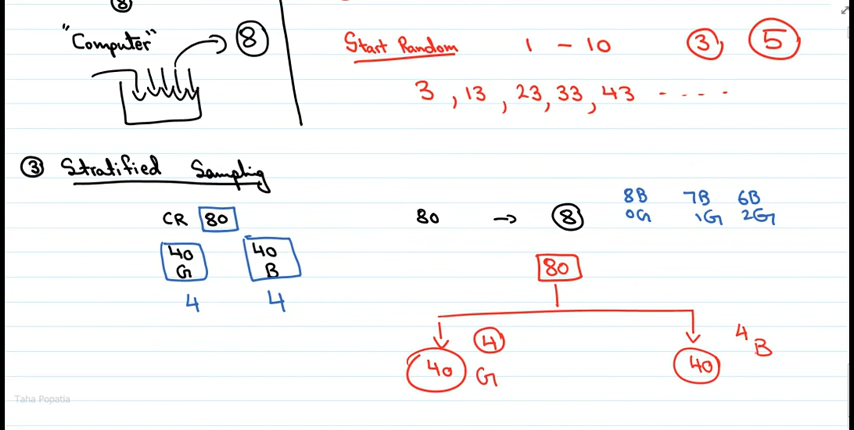 8
"Computer" 8
Start Random 1 - 10 3 5
3, 13, 23, 33, 43 - - - -
3 Stratified Sampling
CR 80
40 G 40 B
4 4
80 → 8
8B 7B 6B
0G 1G 2G
80
4 4
40 G 40 B
Taha Popatia